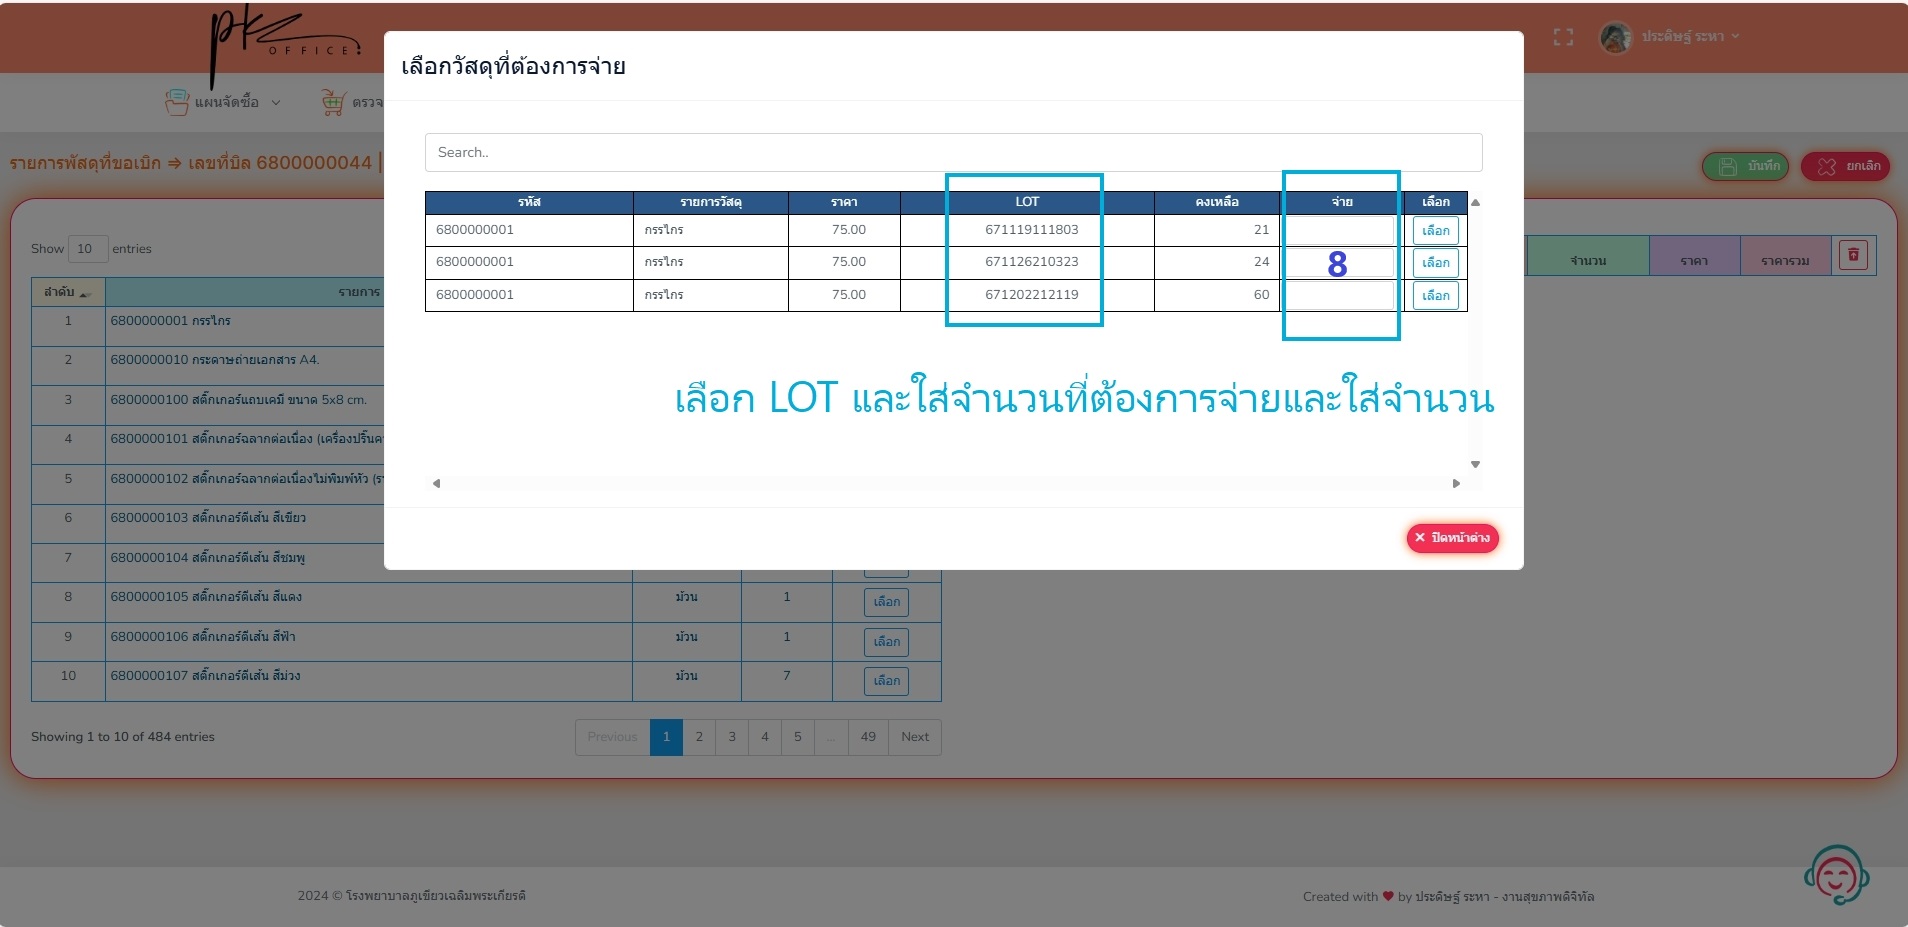 pk
OFFICE
ประดิษฐ์ ระหา
แผนจัดซื้อ
ตรวจ
รายการพัสดุที่ขอเบิก ⇒ เลขที่บิล 6800000044 |
บันทึก
ยกเลิก
เลือกวัสดุที่ต้องการจ่าย
Search..
รหัส รายการวัสดุ ราคา LOT คงเหลือ จ่าย เลือก
6800000001 กรรไกร 75.00 671119111803 21 เลือก
6800000001 กรรไกร 75.00 671126210323 24 8 เลือก
6800000001 กรรไกร 75.00 671202212119 60 เลือก
เลือก LOT และใส่จำนวนที่ต้องการจ่ายและใส่จำนวน
× ปิดหน้าต่าง
Show 10 entries
จำนวน ราคา ราคารวม
ลำดับ รายการ
1 6800000001 กรรไกร
2 6800000010 กระดาษถ่ายเอกสาร A4.
3 6800000100 สติ๊กเกอร์แถบเคมี ขนาด 5x8 cm.
4 6800000101 สติ๊กเกอร์ฉลากต่อเนื่อง (เครื่องปริ้นค
5 6800000102 สติ๊กเกอร์ฉลากต่อเนื่องไม่พิมพ์หัว (ร
6 6800000103 สติ๊กเกอร์ตีเส้น สีเขียว
7 6800000104 สติ๊กเกอร์ตีเส้น สีชมพู
8 6800000105 สติ๊กเกอร์ตีเส้น สีแดง ม้วน 1 เลือก
9 6800000106 สติ๊กเกอร์ตีเส้น สีฟ้า ม้วน 1 เลือก
10 6800000107 สติ๊กเกอร์ตีเส้น สีม่วง ม้วน 7 เลือก
Showing 1 to 10 of 484 entries
Previous 1 2 3 4 5 ... 49 Next
2024 © โรงพยาบาลภูเขียวเฉลิมพระเกียรติ
Created with ♥ by ประดิษฐ์ ระหา - งานสุขภาพดิจิทัล